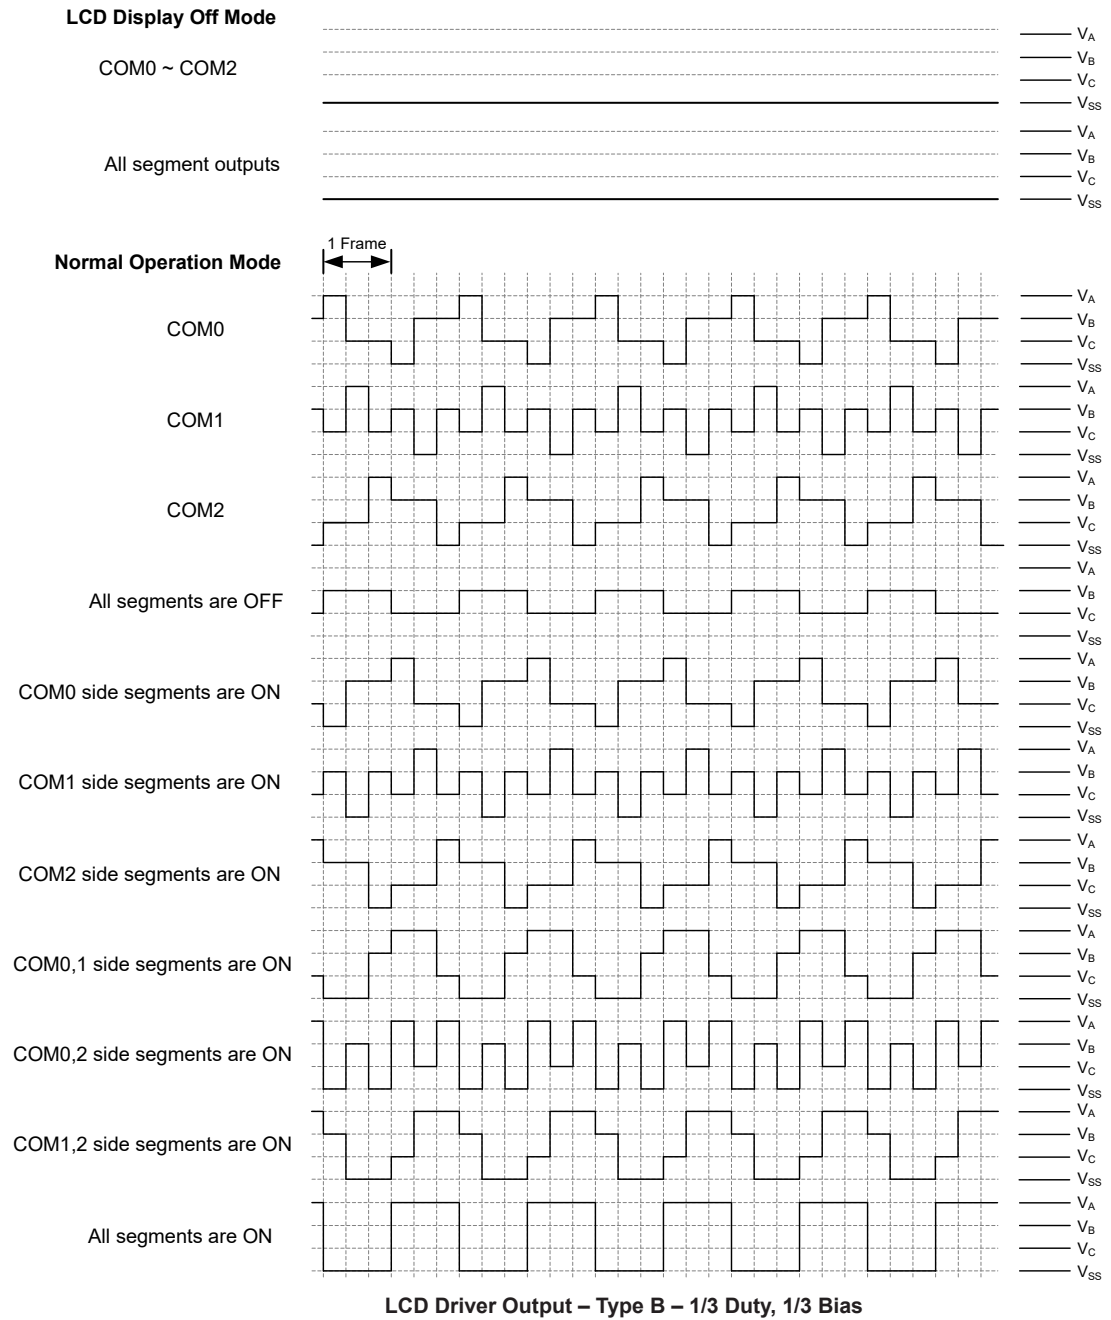 LCD Display Off Mode
COM0 ~ COM2
VA
VB
VC
VSS
All segment outputs
VA
VB
VC
VSS
1 Frame
Normal Operation Mode
COM0
VA
VB
VC
VSS
COM1
VA
VB
VC
VSS
COM2
VA
VB
VC
VSS
All segments are OFF
VA
VB
VC
VSS
COM0 side segments are ON
VA
VB
VC
VSS
COM1 side segments are ON
VA
VB
VC
VSS
COM2 side segments are ON
VA
VB
VC
VSS
COM0,1 side segments are ON
VA
VB
VC
VSS
COM0,2 side segments are ON
VA
VB
VC
VSS
COM1,2 side segments are ON
VA
VB
VC
VSS
All segments are ON
VA
VB
VC
VSS
LCD Driver Output – Type B – 1/3 Duty, 1/3 Bias